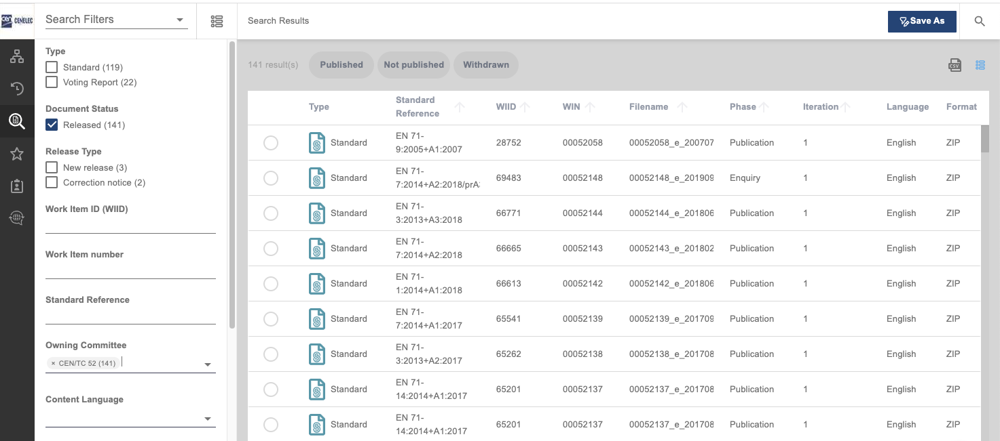 cen CENELEC
Search Filters
Search Results
Save As
Type
Standard (119)
Voting Report (22)
Document Status
Released (141)
Release Type
New release (3)
Correction notice (2)
Work Item ID (WIID)
Work Item number
Standard Reference
Owning Committee
× CEN/TC 52 (141)
Content Language
141 result(s) Published Not published Withdrawn
CSV
Type Standard Reference WIID WIN Filename Phase Iteration Language Format
Standard EN 71-9:2005+A1:2007 28752 00052058 00052058_e_200707 Publication 1 English ZIP
Standard EN 71-7:2014+A2:2018/prA 69483 00052148 00052148_e_201909 Enquiry 1 English ZIP
Standard EN 71-3:2013+A3:2018 66771 00052144 00052144_e_201806 Publication 1 English ZIP
Standard EN 71-7:2014+A2:2018 66665 00052143 00052143_e_201802 Publication 1 English ZIP
Standard EN 71-1:2014+A1:2018 66613 00052142 00052142_e_201806 Publication 1 English ZIP
Standard EN 71-7:2014+A1:2017 65541 00052139 00052139_e_201709 Publication 1 English ZIP
Standard EN 71-3:2013+A2:2017 65262 00052138 00052138_e_201708 Publication 1 English ZIP
Standard EN 71-14:2014+A1:2017 65201 00052137 00052137_e_201708 Publication 1 English ZIP
Standard EN 71-14:2014+A1:2017 65201 00052137 00052137_e_201708 Publication 1 English ZIP